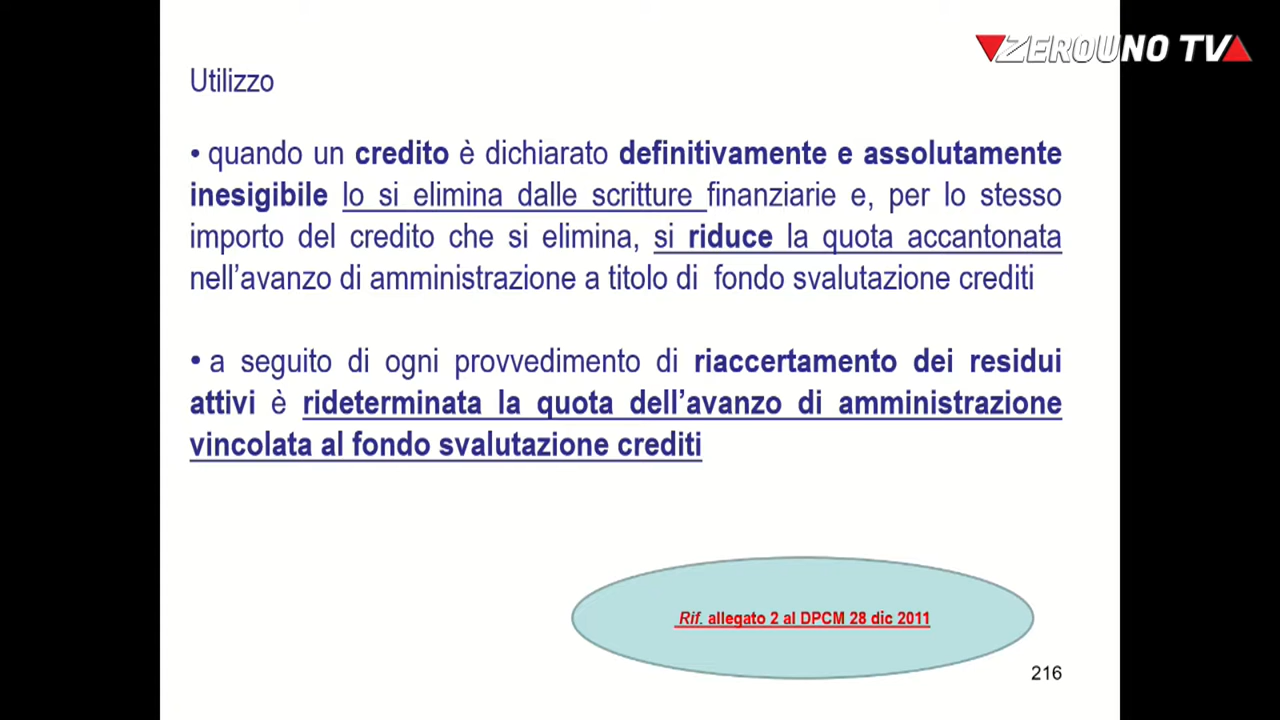 ZEROUNO TV
Utilizzo
• quando un credito è dichiarato definitivamente e assolutamente
inesigibile lo si elimina dalle scritture finanziarie e, per lo stesso
importo del credito che si elimina, si riduce la quota accantonata
nell’avanzo di amministrazione a titolo di fondo svalutazione crediti
• a seguito di ogni provvedimento di riaccertamento dei residui
attivi è rideterminata la quota dell’avanzo di amministrazione
vincolata al fondo svalutazione crediti
Rif. allegato 2 al DPCM 28 dic 2011
216